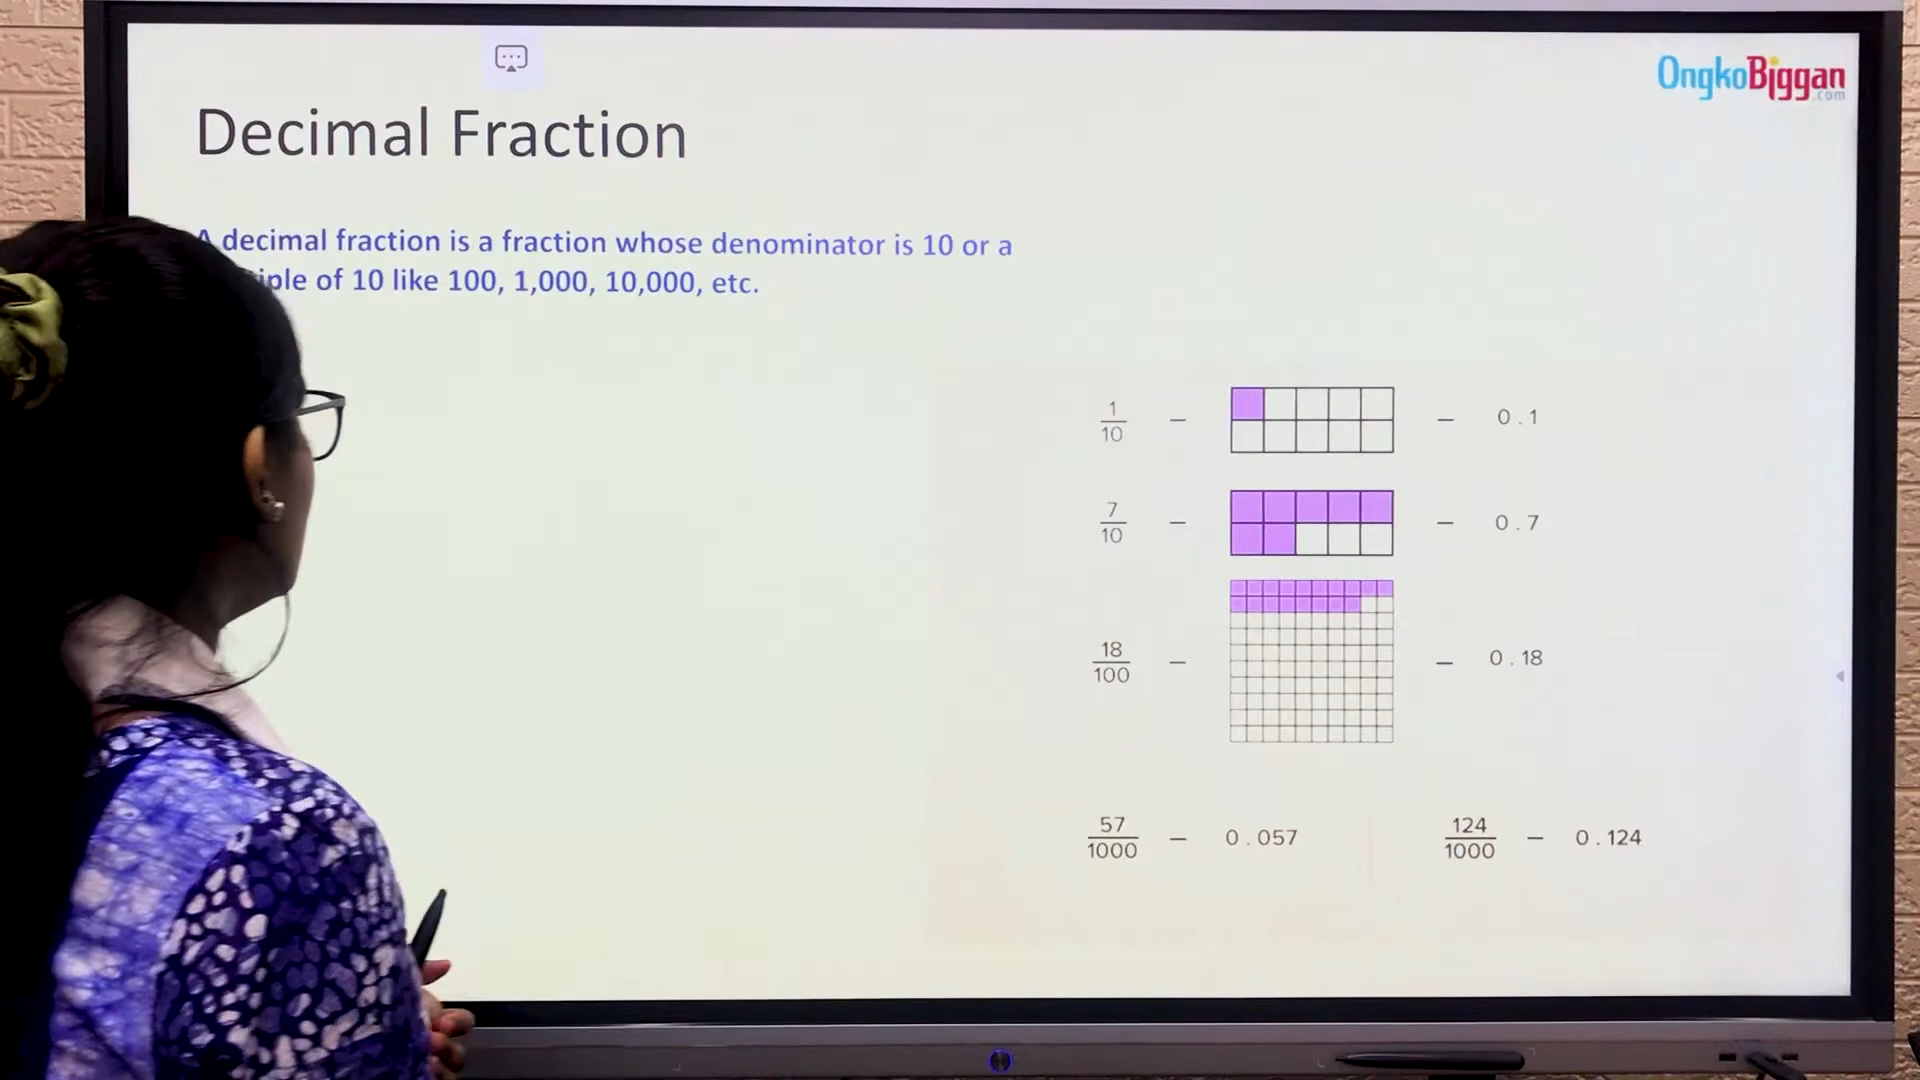 OngkoBiggan
.com
Decimal Fraction
A decimal fraction is a fraction whose denominator is 10 or a
of 10 like 100, 1,000, 10,000, etc.
1/10 – – 0.1
7/10 – – 0.7
18/100 – – 0.18
57/1000 – 0.057 124/1000 – 0.124